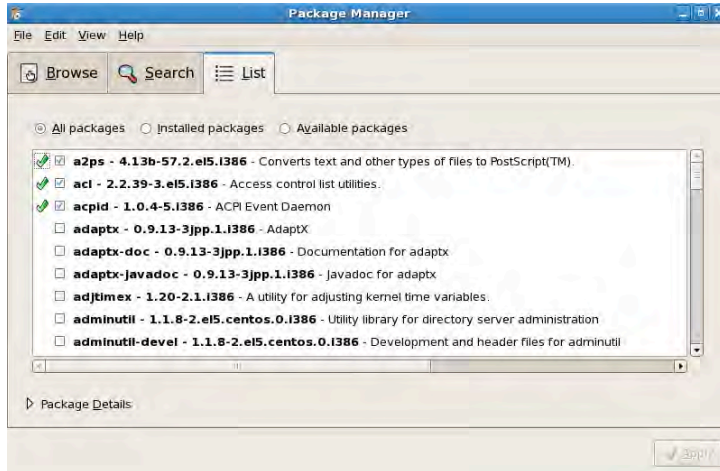 Package Manager
File Edit View Help
Browse Search List
All packages Installed packages Available packages
a2ps - 4.13b-57.2.el5.i386 - Converts text and other types of files to PostScript(TM).
acl - 2.2.39-3.el5.i386 - Access control list utilities.
acpid - 1.0.4-5.i386 - ACPI Event Daemon
adaptx - 0.9.13-3jpp.1.i386 - AdaptX
adaptx-doc - 0.9.13-3jpp.1.i386 - Documentation for adaptx
adaptx-javadoc - 0.9.13-3jpp.1.i386 - Javadoc for adaptx
adjtimex - 1.20-2.1.i386 - A utility for adjusting kernel time variables.
adminutil - 1.1.8-2.el5.centos.0.i386 - Utility library for directory server administration
adminutil-devel - 1.1.8-2.el5.centos.0.i386 - Development and header files for adminutil
Package Details
Apply